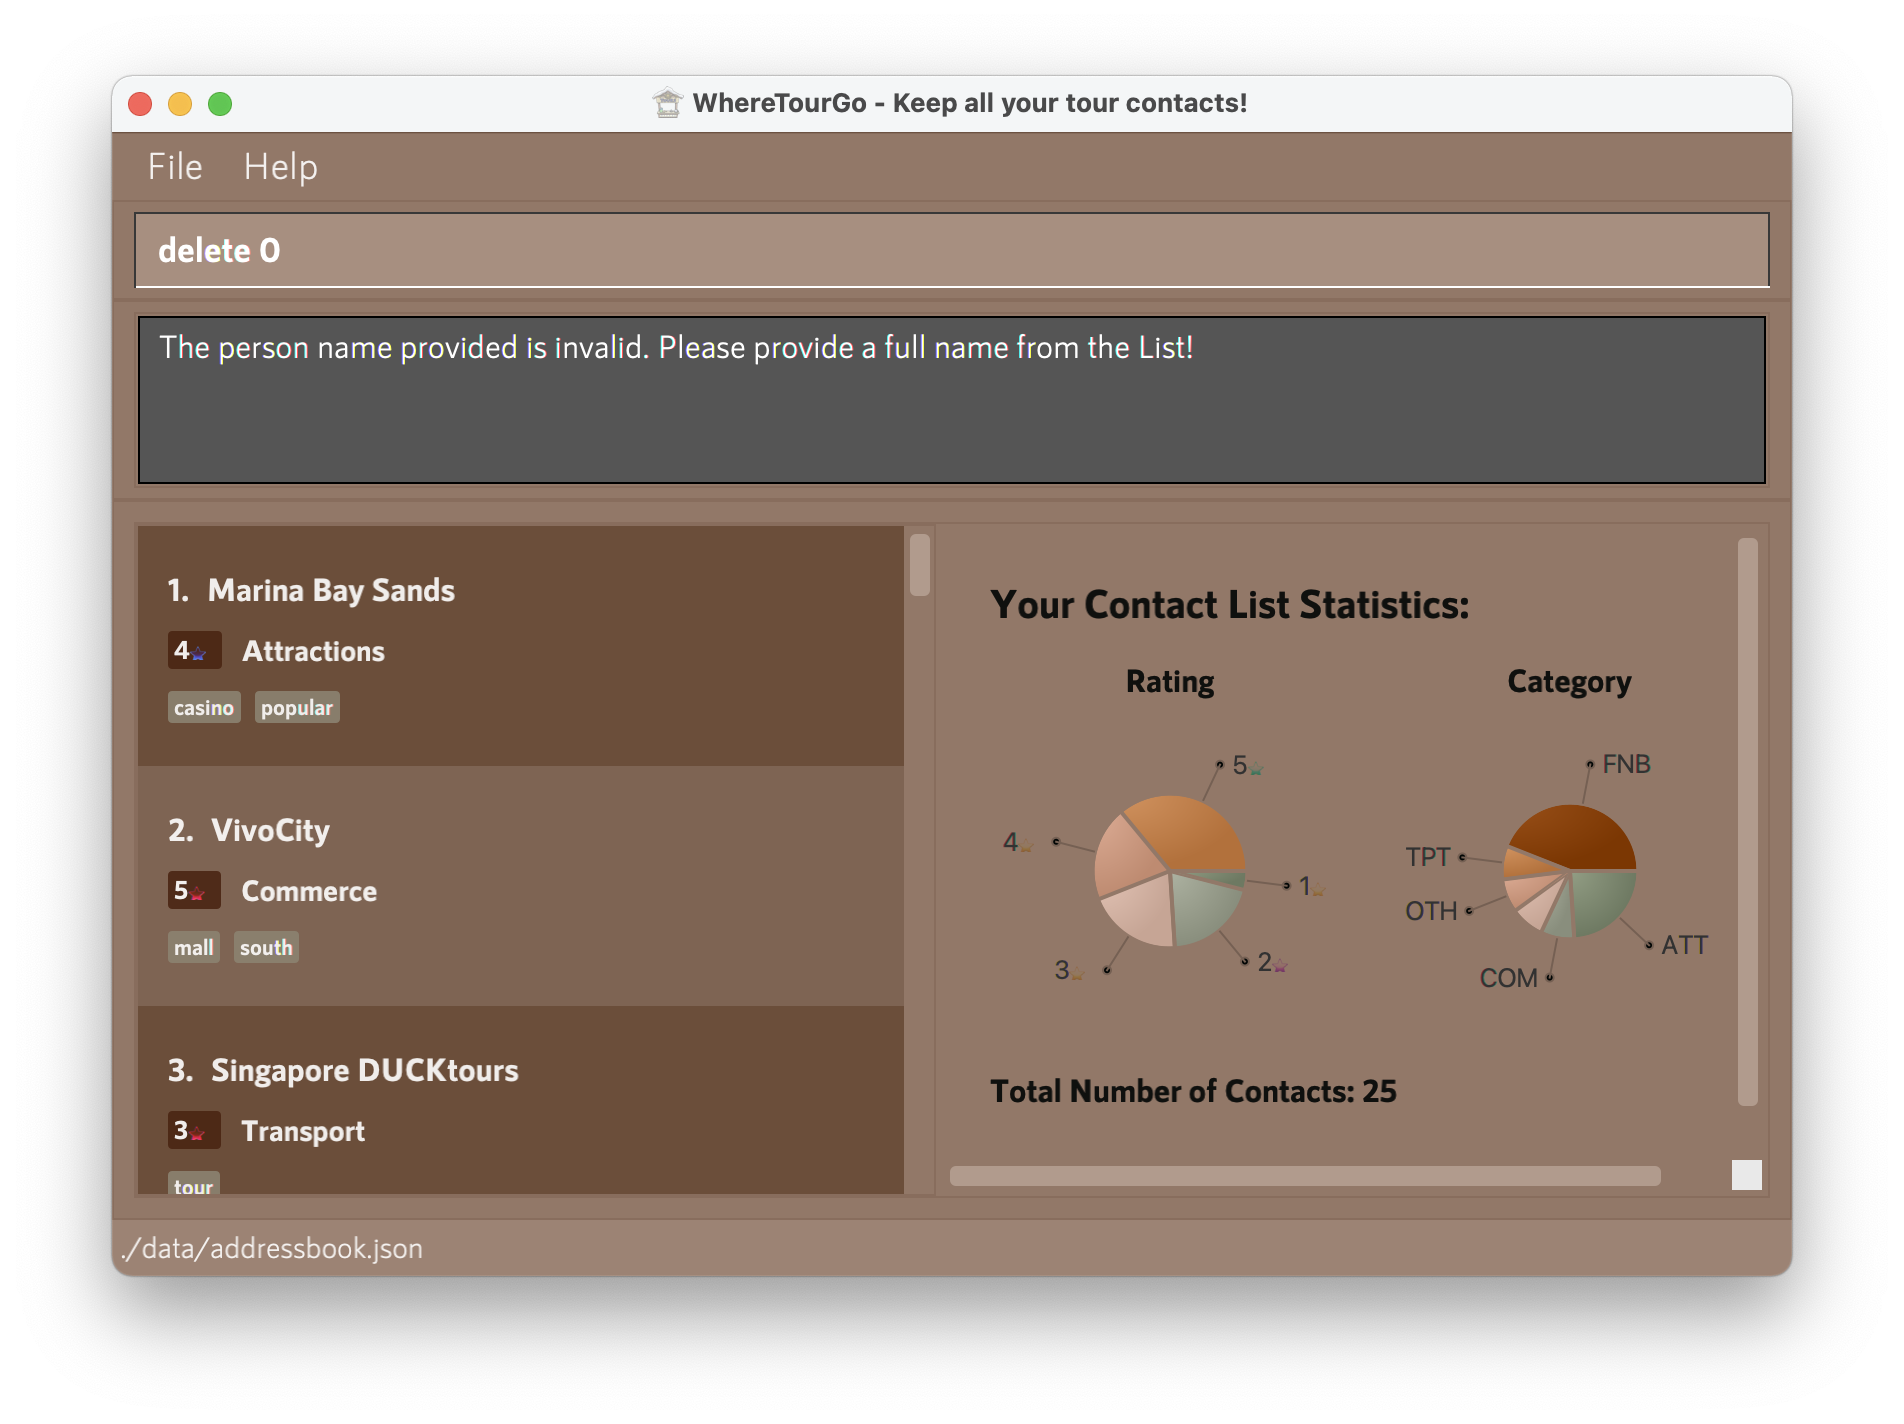 WhereTourGo - Keep all your tour contacts!
File Help
delete 0
The person name provided is invalid. Please provide a full name from the List!
1. Marina Bay Sands
4 Attractions
casino popular
2. VivoCity
5 Commerce
mall south
3. Singapore DUCKtours
3 Transport
tour
Your Contact List Statistics:
Rating
5
4
1
3
2
Category
FNB
TPT
OTH
ATT
COM
Total Number of Contacts: 25
./data/addressbook.json